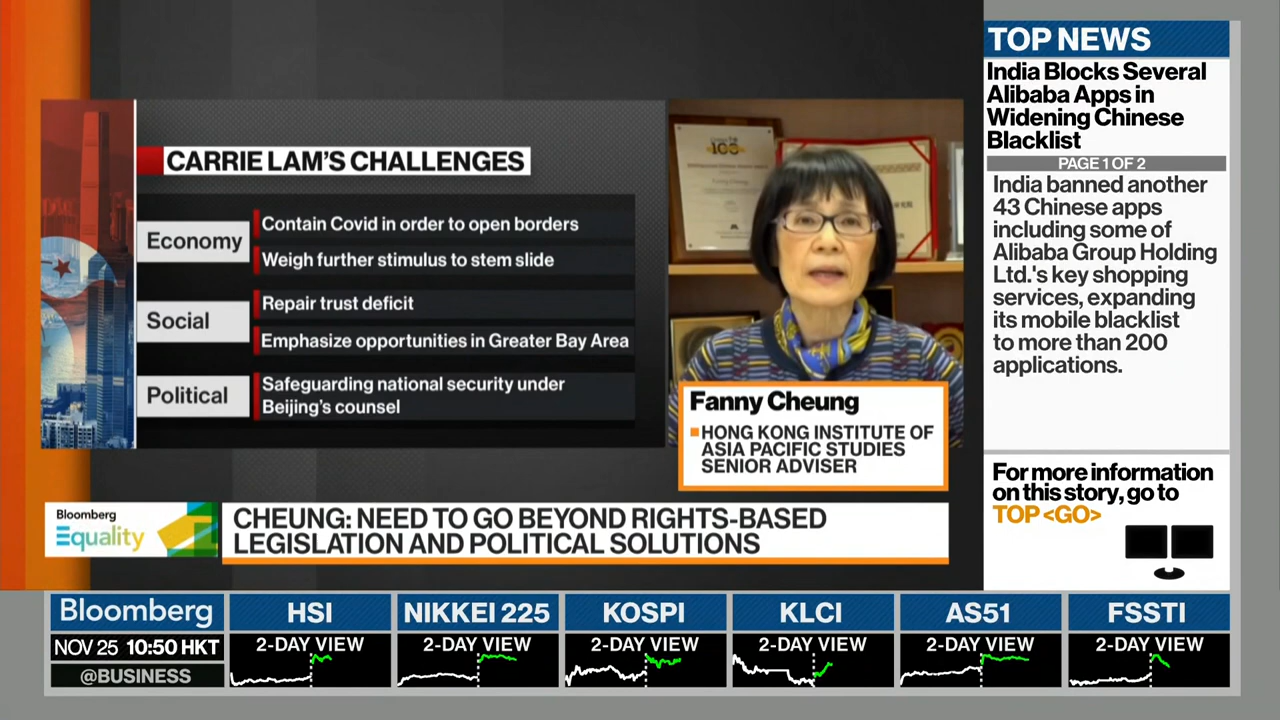 CARRIE LAM'S CHALLENGES
Economy
Contain Covid in order to open borders
Weigh further stimulus to stem slide
Social
Repair trust deficit
Emphasize opportunities in Greater Bay Area
Political
Safeguarding national security under
Beijing's counsel
100
Fanny Cheung
HONG KONG INSTITUTE OF
ASIA PACIFIC STUDIES
SENIOR ADVISER
Bloomberg
Equality
CHEUNG: NEED TO GO BEYOND RIGHTS-BASED
LEGISLATION AND POLITICAL SOLUTIONS
TOP NEWS
India Blocks Several
Alibaba Apps in
Widening Chinese
Blacklist
PAGE 1 OF 2
India banned another
43 Chinese apps
including some of
Alibaba Group Holding
Ltd.'s key shopping
services, expanding
its mobile blacklist
to more than 200
applications.
For more information
on this story, go to
TOP <GO>
Bloomberg
NOV 25 10:50 HKT
@BUSINESS
HSI
2-DAY VIEW
NIKKEI 225
2-DAY VIEW
KOSPI
2-DAY VIEW
KLCI
2-DAY VIEW
AS51
2-DAY VIEW
FSSTI
2-DAY VIEW